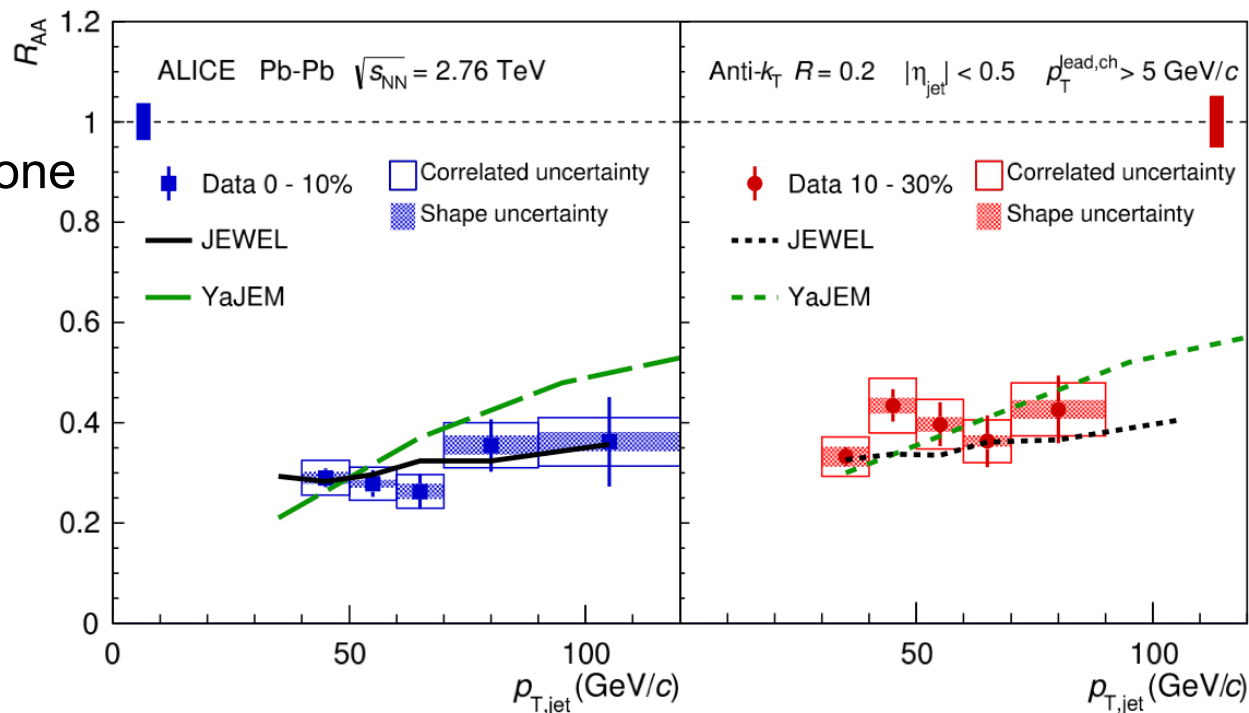 1.2
1
0.8
0.6
0.4
0.2
0
R_AA
one
ALICE Pb-Pb √s_NN = 2.76 TeV
Data 0 - 10%
Correlated uncertainty
Shape uncertainty
JEWEL
YaJEM
0 50 100
p_T,jet (GeV/c)
Anti-k_T R = 0.2 |η_jet| < 0.5 p_T^lead,ch > 5 GeV/c
Data 10 - 30%
Correlated uncertainty
Shape uncertainty
JEWEL
YaJEM
50 100
p_T,jet (GeV/c)